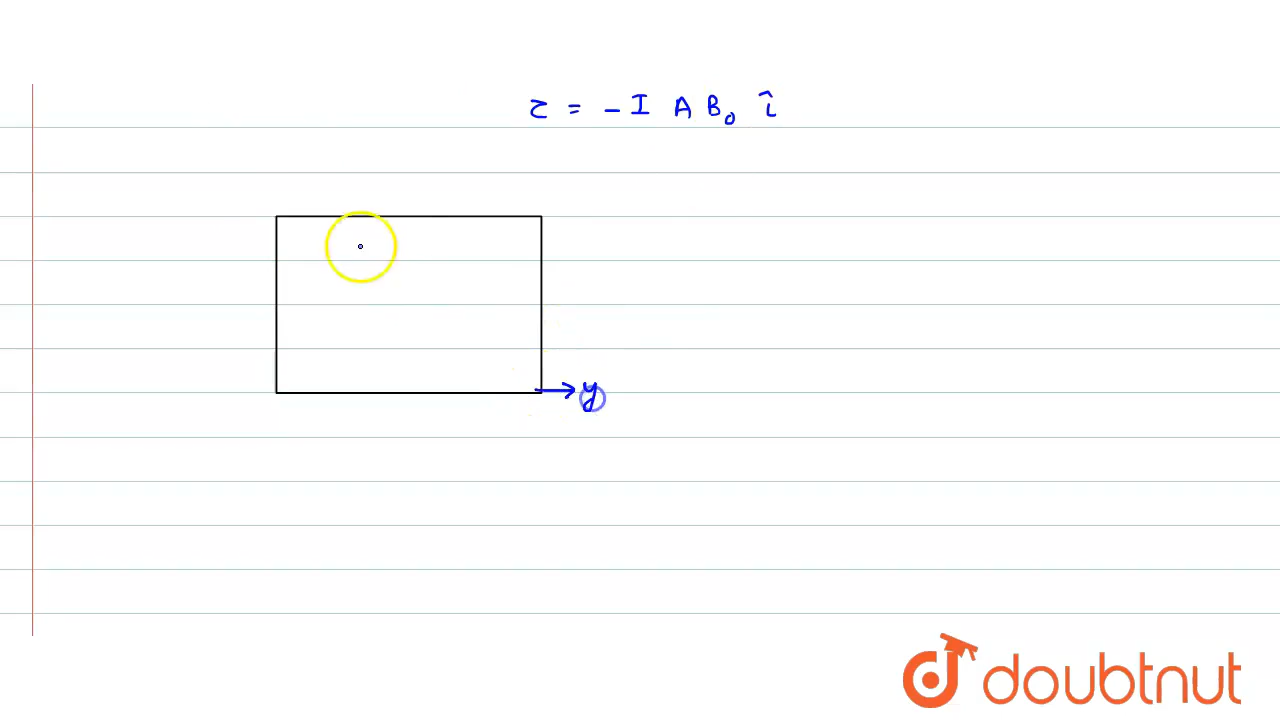 τ = - I A B₀ î
y
doubtnut